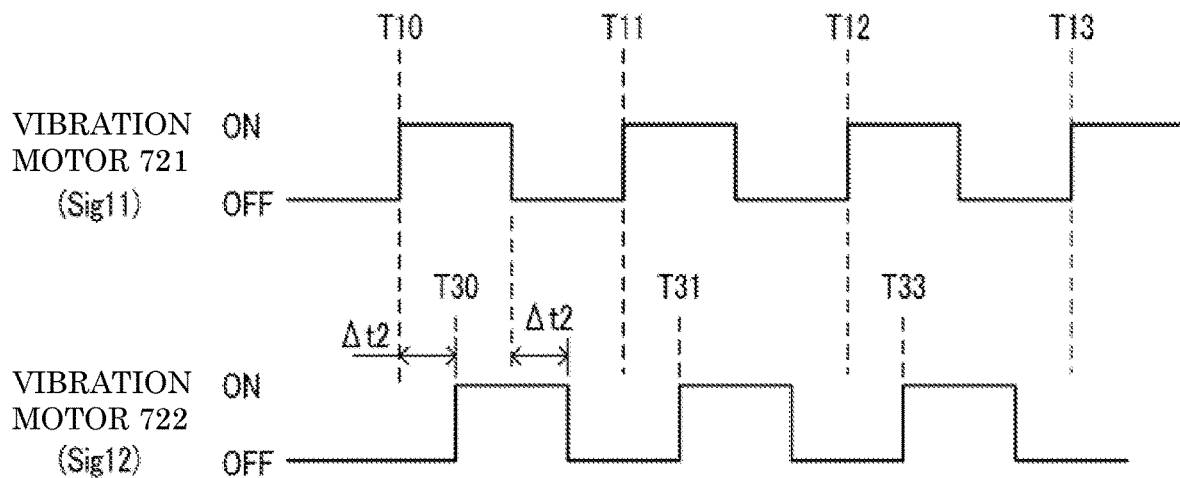 T10 T11 T12 T13
VIBRATION ON
MOTOR 721
(Sig11) OFF
T30 T31 T33
Δt2 Δt2
VIBRATION ON
MOTOR 722
(Sig12) OFF